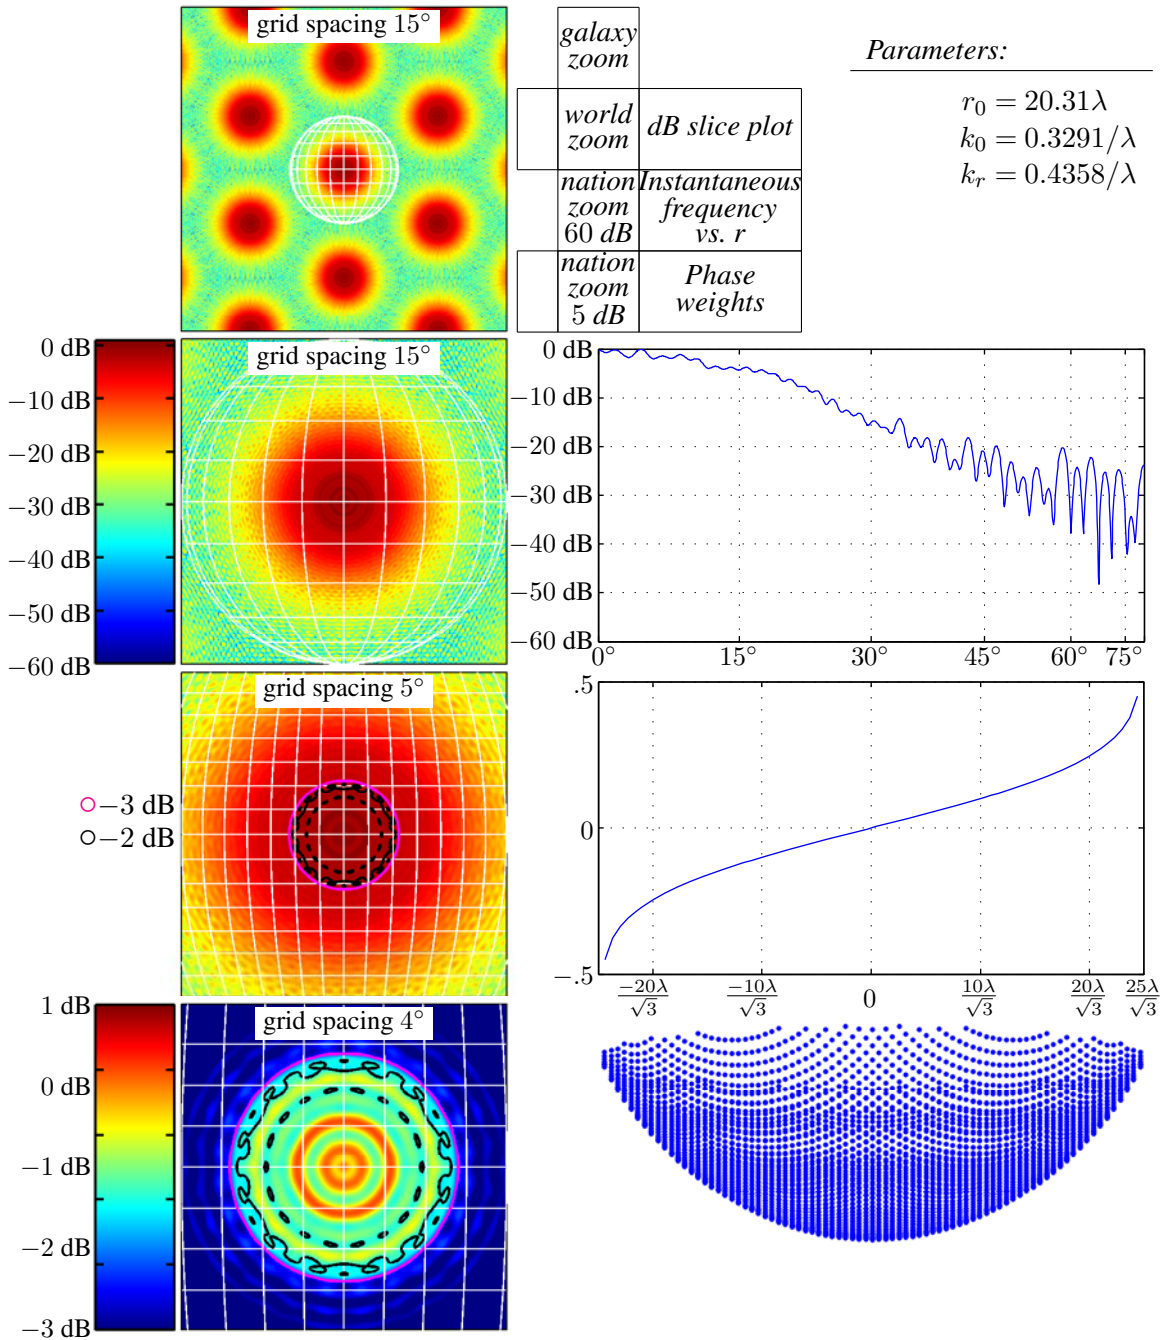 grid spacing 15°
galaxy zoom
world zoom
dB slice plot
nation zoom 60 dB
Instantaneous frequency vs. r
nation zoom 5 dB
Phase weights
Parameters:
r₀ = 20.31λ
k₀ = 0.3291/λ
kᵣ = 0.4358/λ
grid spacing 15°
0 dB
−10 dB
−20 dB
−30 dB
−40 dB
−50 dB
−60 dB
0 dB
−10 dB
−20 dB
−30 dB
−40 dB
−50 dB
−60 dB
0° 15° 30° 45° 60° 75°
grid spacing 5°
−3 dB
−2 dB
.5
0
−.5
−20λ/√3 −10λ/√3 0 10λ/√3 20λ/√3 25λ/√3
grid spacing 4°
1 dB
0 dB
−1 dB
−2 dB
−3 dB